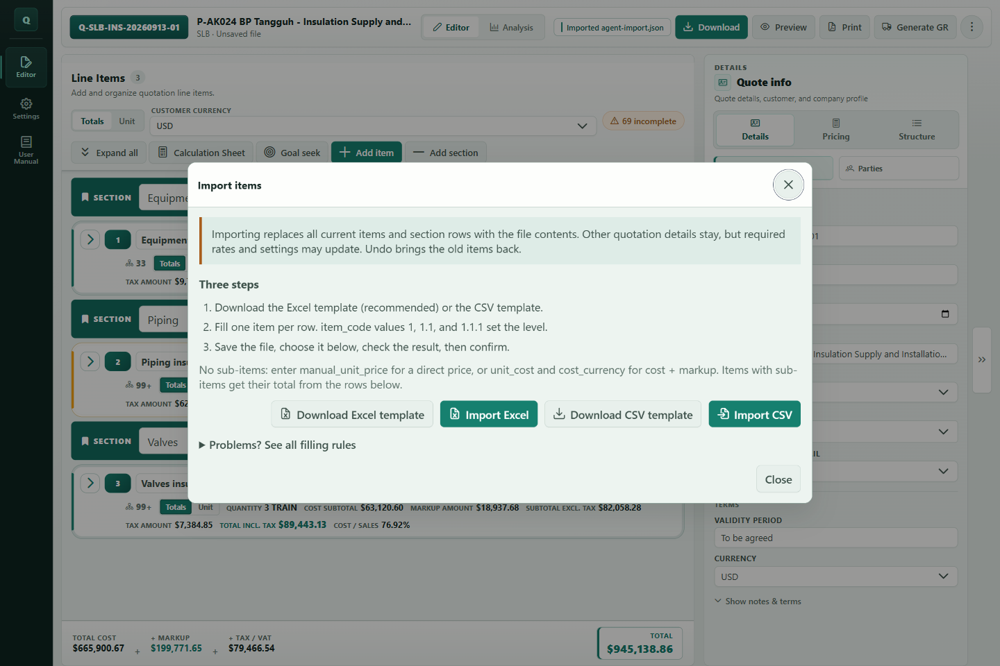 Q
Editor
Settings
User
Manual
Q-SLB-INS-20260913-01
P-AK024 BP Tangguh - Insulation Supply and...
SLB · Unsaved file
Editor
Analysis
Imported agent-import.json
Download
Preview
Print
Generate GR
Line Items 3
Add and organize quotation line items.
Totals
Unit
CUSTOMER CURRENCY
USD
69 incomplete
Expand all
Calculation Sheet
Goal seek
Add item
Add section
SECTION
1
33
Totals
TAX AMOUNT
SECTION
Piping
2
99+
Totals
TAX AMOUNT
SECTION
Valves
3
99+
Totals
Unit
QUANTITY 3 TRAIN
COST SUBTOTAL $63,120.60
MARKUP AMOUNT $18,937.68
SUBTOTAL EXCL. TAX $82,058.28
TAX AMOUNT $7,384.85
TOTAL INCL. TAX $89,443.13
COST / SALES 76.92%
TOTAL COST
$665,900.67
+
+ MARKUP
$199,771.65
+
+ TAX / VAT
$79,466.54
TOTAL
$945,138.86
Import items
Importing replaces all current items and section rows with the file contents. Other quotation details stay, but required
rates and settings may update. Undo brings the old items back.
Three steps
1. Download the Excel template (recommended) or the CSV template.
2. Fill one item per row. item_code values 1, 1.1, and 1.1.1 set the level.
3. Save the file, choose it below, check the result, then confirm.
No sub-items: enter manual_unit_price for a direct price, or unit_cost and cost_currency for cost + markup. Items with sub-
items get their total from the rows below.
Download Excel template
Import Excel
Download CSV template
Import CSV
Problems? See all filling rules
Close
DETAILS
Quote info
Quote details, customer, and company profile
Details
Pricing
Structure
Parties
Insulation Supply and Installatio...
TERMS
VALIDITY PERIOD
To be agreed
CURRENCY
USD
Show notes & terms